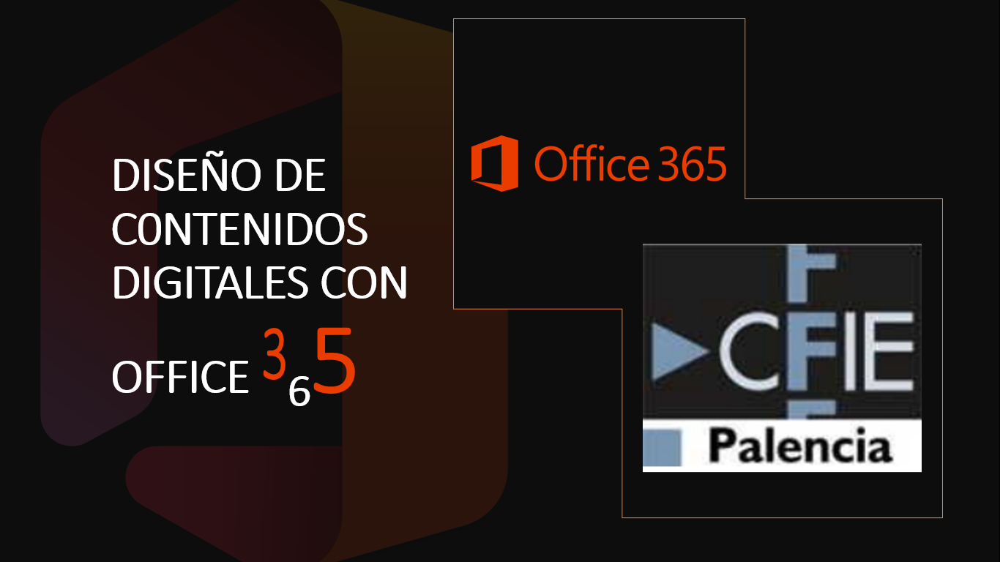 DISEÑO DE
C0NTENIDOS
DIGITALES CON
OFFICE 365
Office 365
CFIE
Palencia